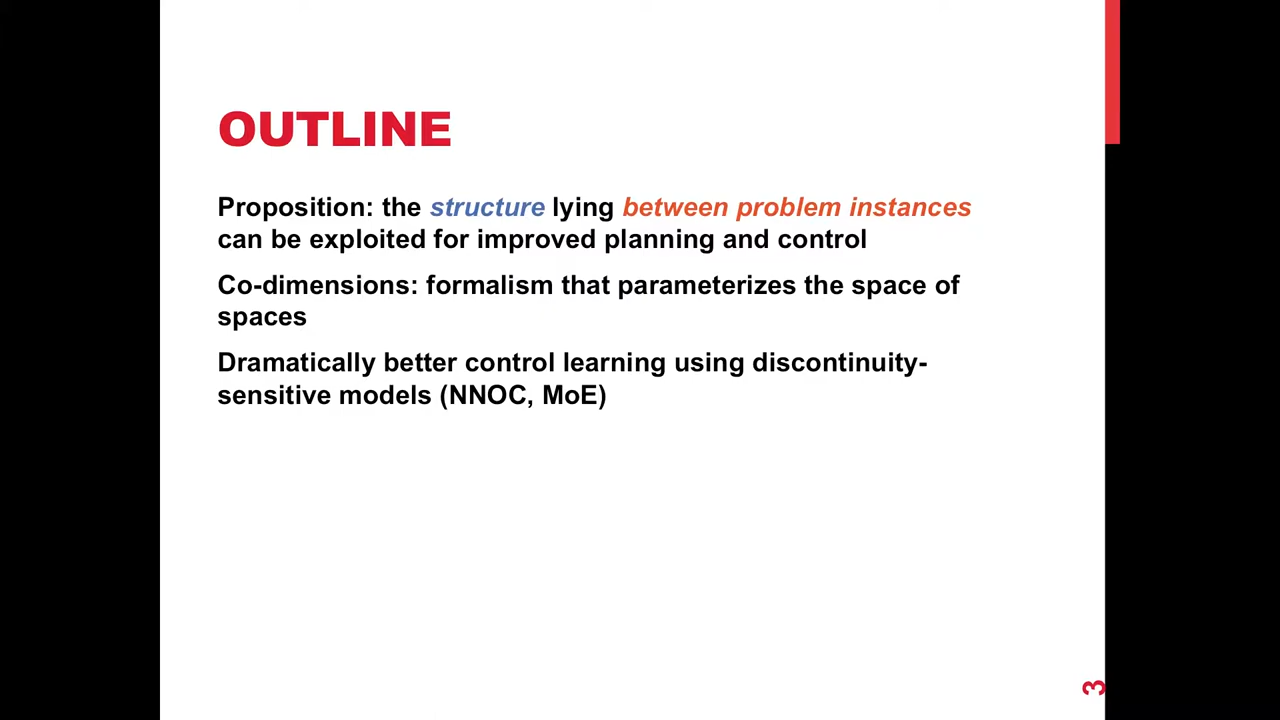 OUTLINE
Proposition: the structure lying between problem instances
can be exploited for improved planning and control
Co-dimensions: formalism that parameterizes the space of
spaces
Dramatically better control learning using discontinuity-
sensitive models (NNOC, MoE)
3